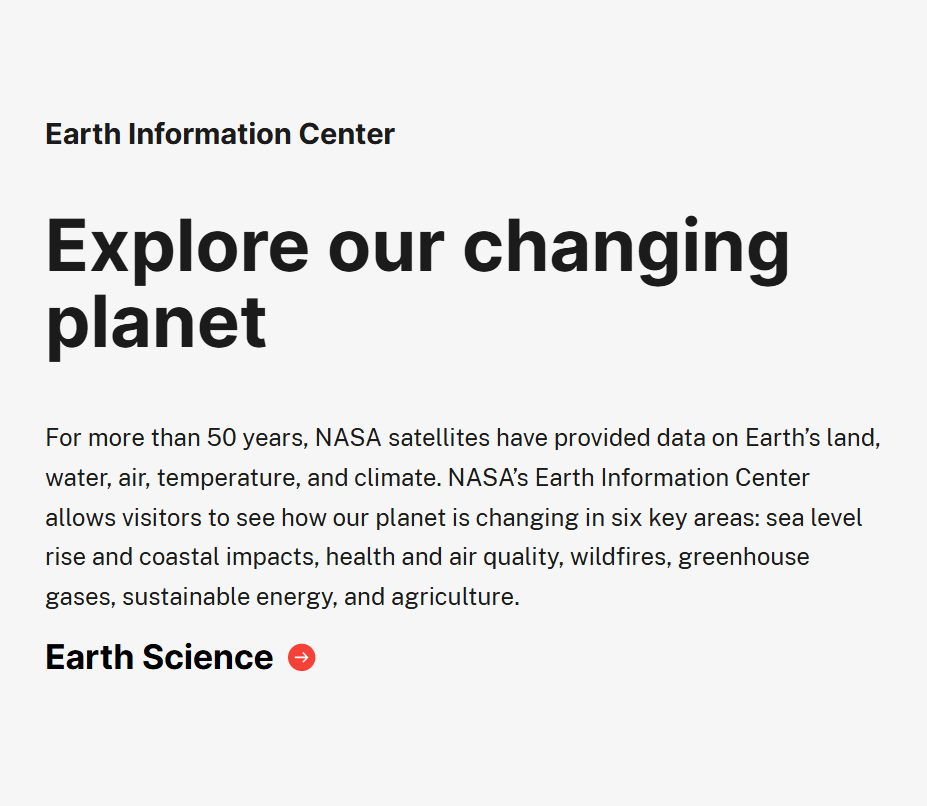 Earth Information Center
Explore our changing
planet
For more than 50 years, NASA satellites have provided data on Earth’s land,
water, air, temperature, and climate. NASA’s Earth Information Center
allows visitors to see how our planet is changing in six key areas: sea level
rise and coastal impacts, health and air quality, wildfires, greenhouse
gases, sustainable energy, and agriculture.
Earth Science